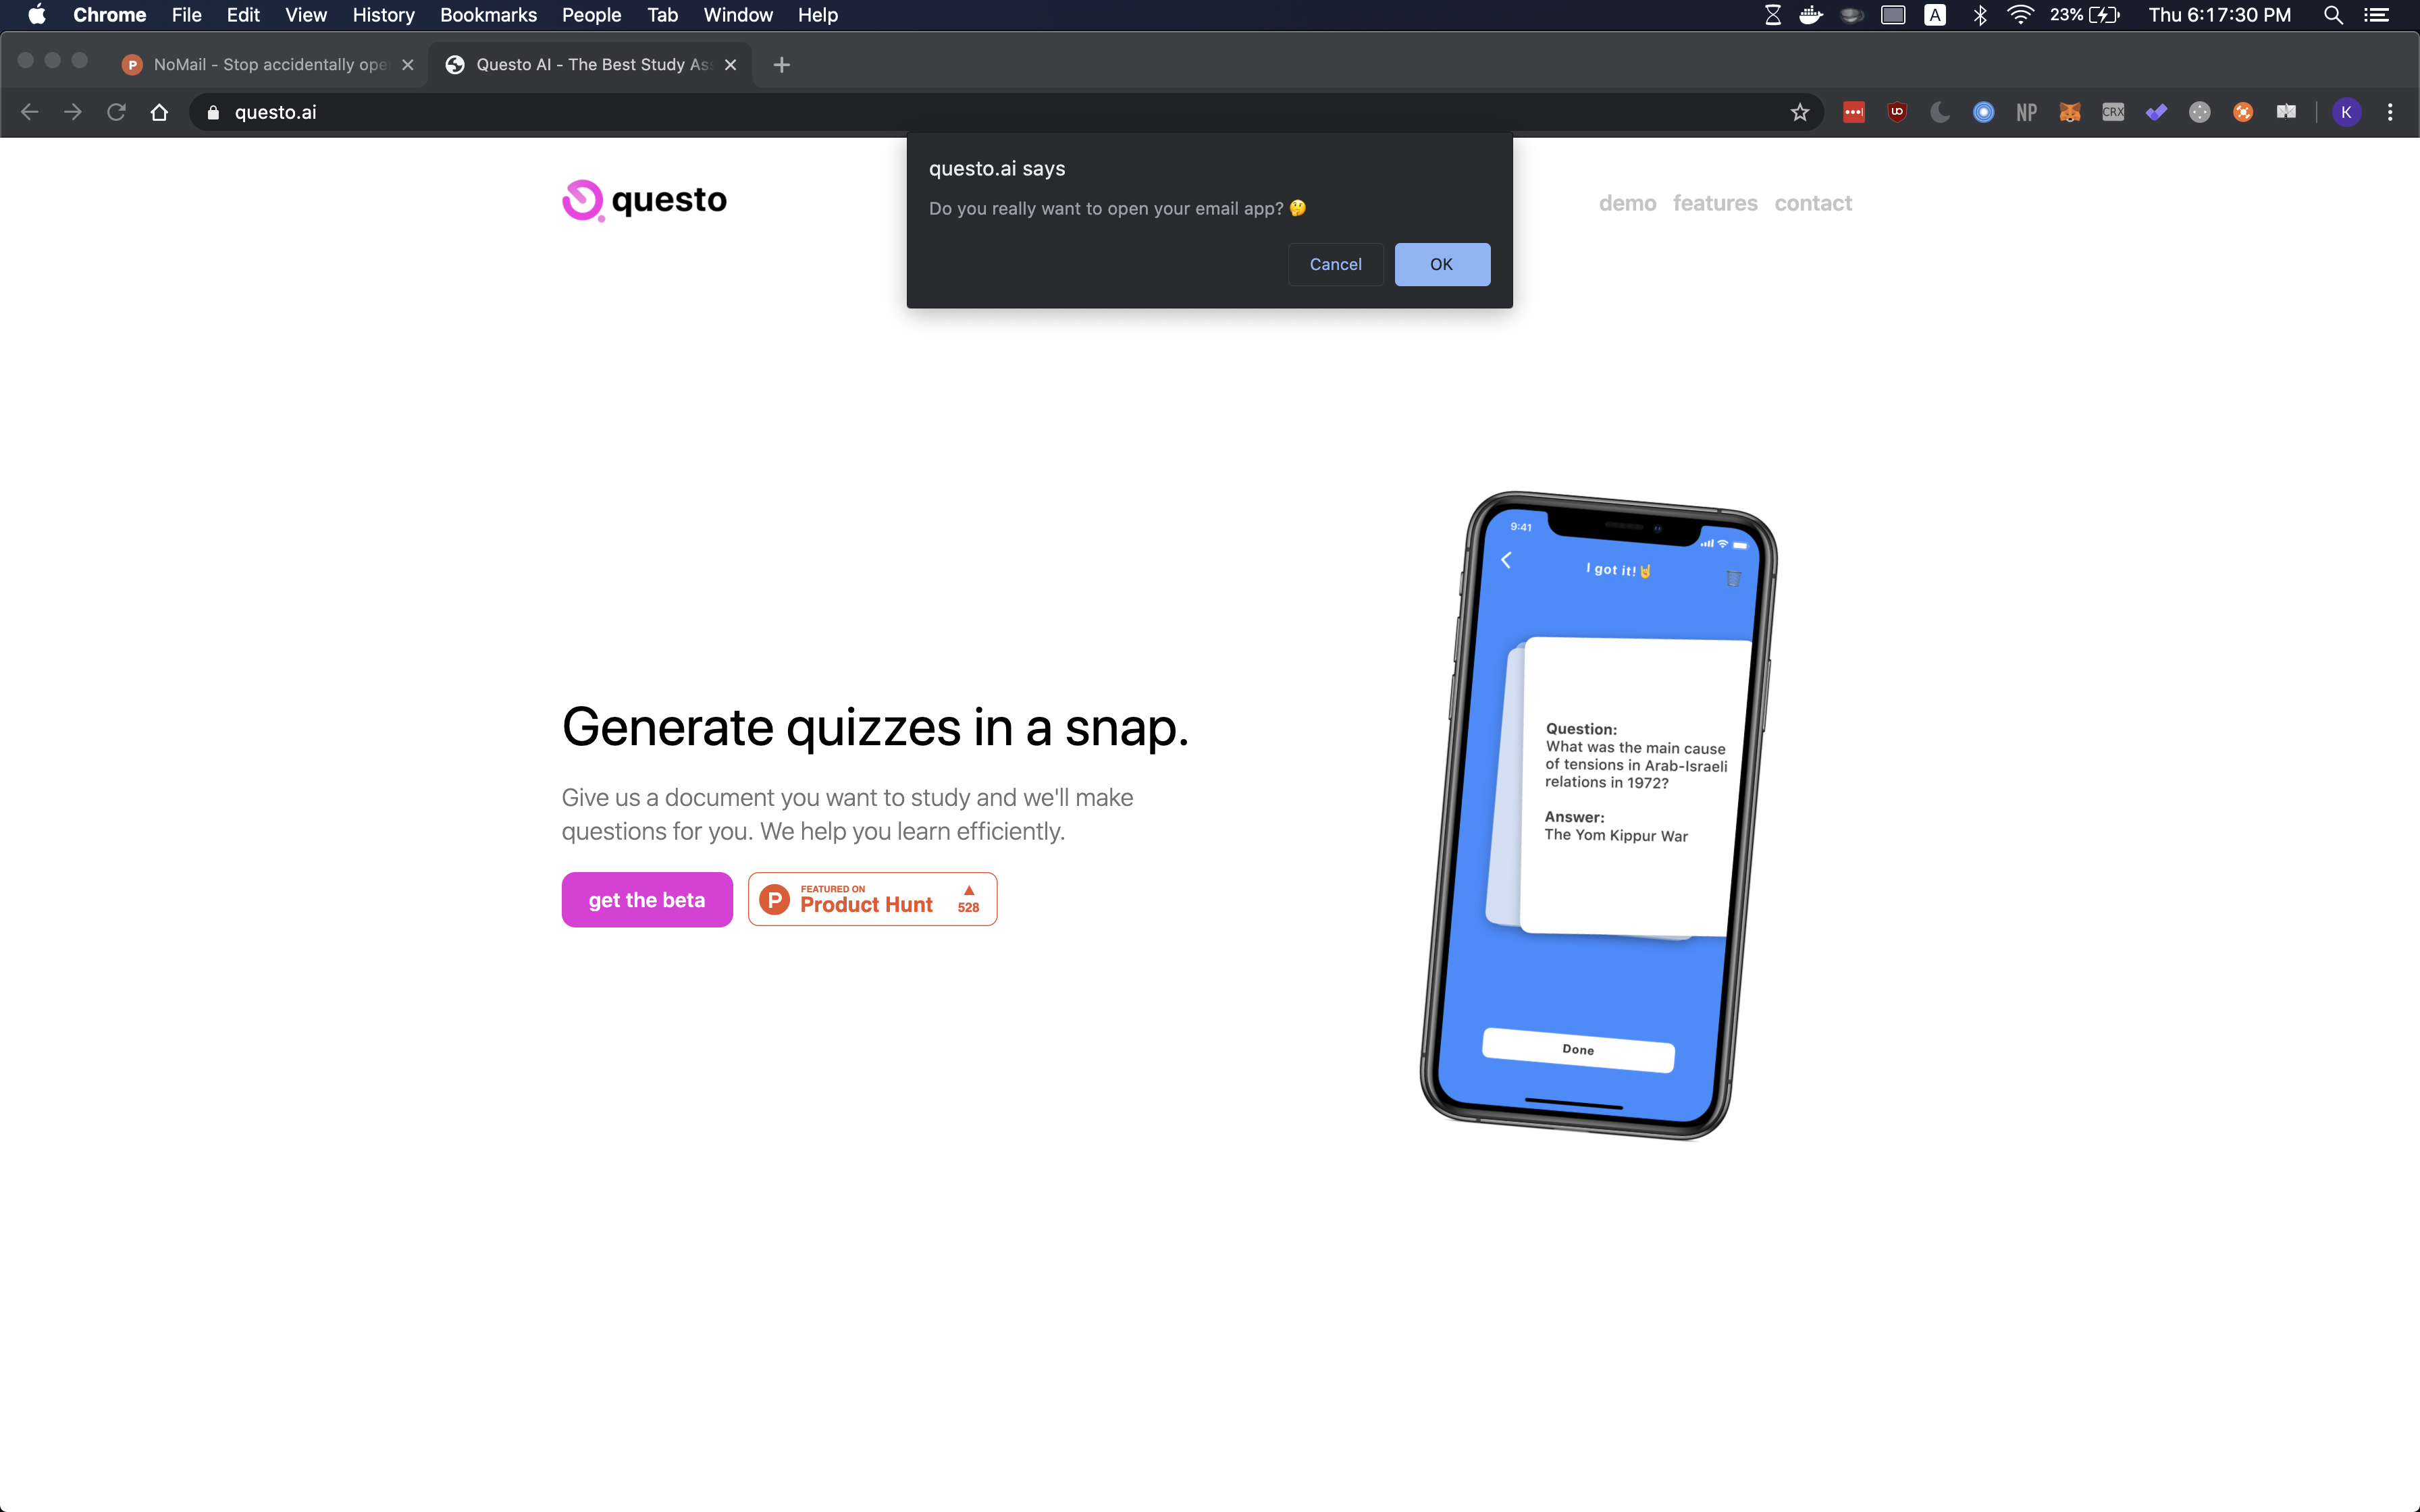 Chrome File Edit View History Bookmarks People Tab Window Help
A 23% Thu 6:17:30 PM
P NoMail - Stop accidentally ope
Questo AI - The Best Study As
questo.ai
UD NP CRX K
questo.ai says
Do you really want to open your email app? 🤔
Cancel OK
questo
demo features contact
9:41
I got it!🤘
Question:
What was the main cause
of tensions in Arab-Israeli
relations in 1972?
Answer:
The Yom Kippur War
Done
Generate quizzes in a snap.
Give us a document you want to study and we'll make
questions for you. We help you learn efficiently.
get the beta
P FEATURED ON
Product Hunt
528